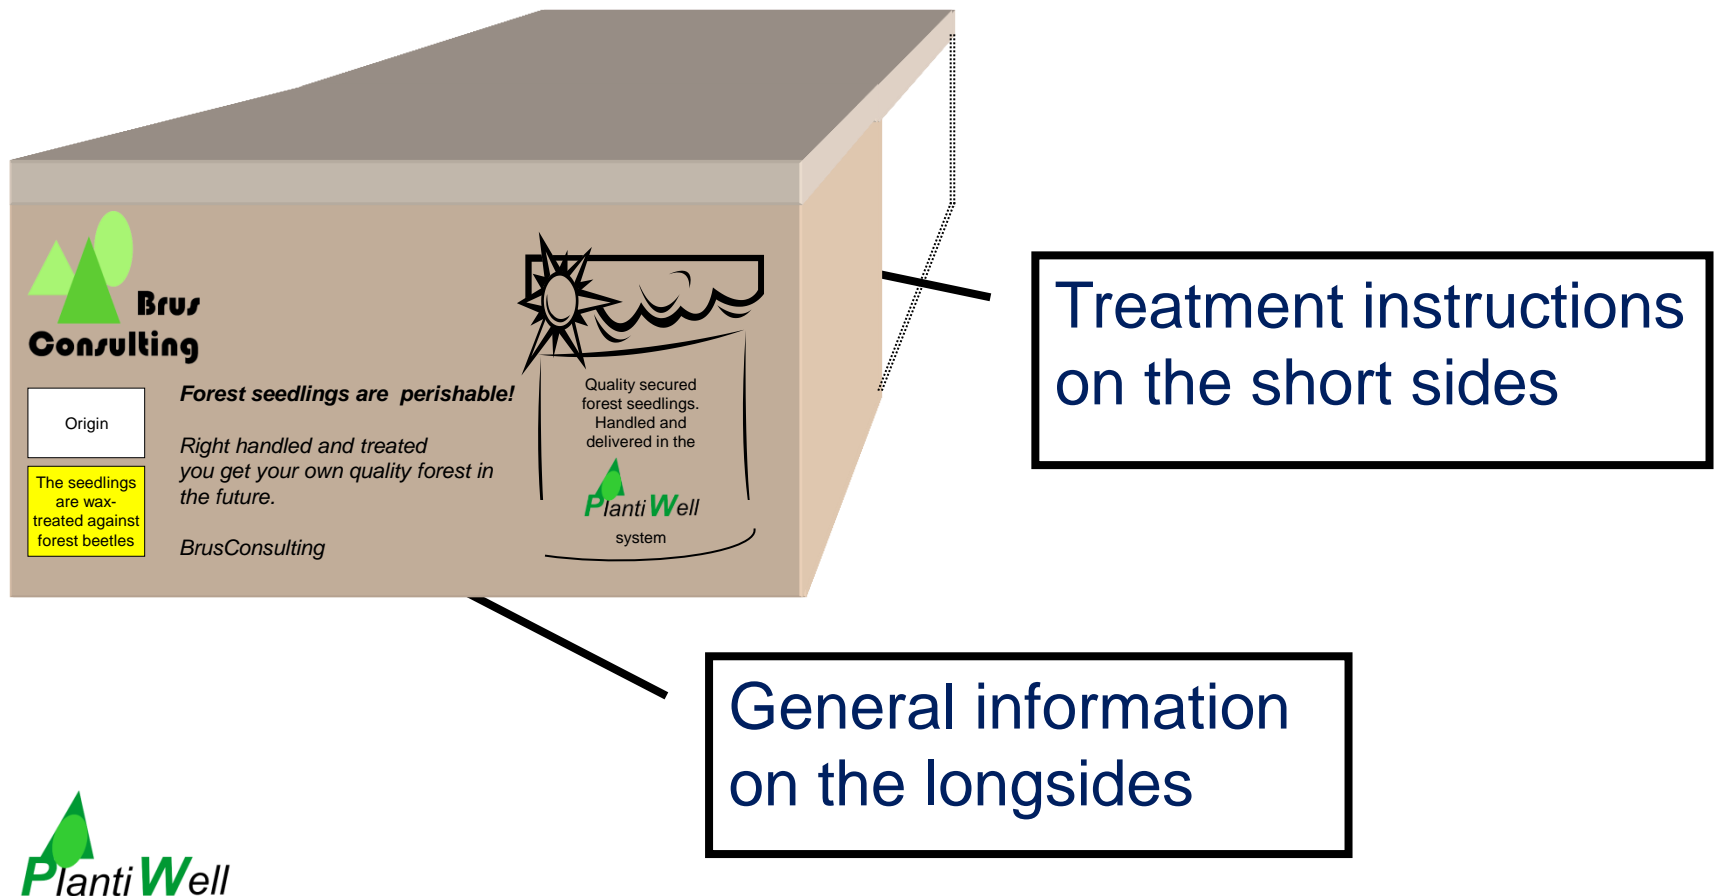 Brus
Consulting
Origin
The seedlings
are wax-
treated against
forest beetles
Forest seedlings are  perishable!
Right handled and treated
you get your own quality forest in
the future.
BrusConsulting
Quality secured
forest seedlings.
Handled and
delivered in the
PlantiWell
system
Treatment instructions
on the short sides
General information
on the longsides
PlantiWell